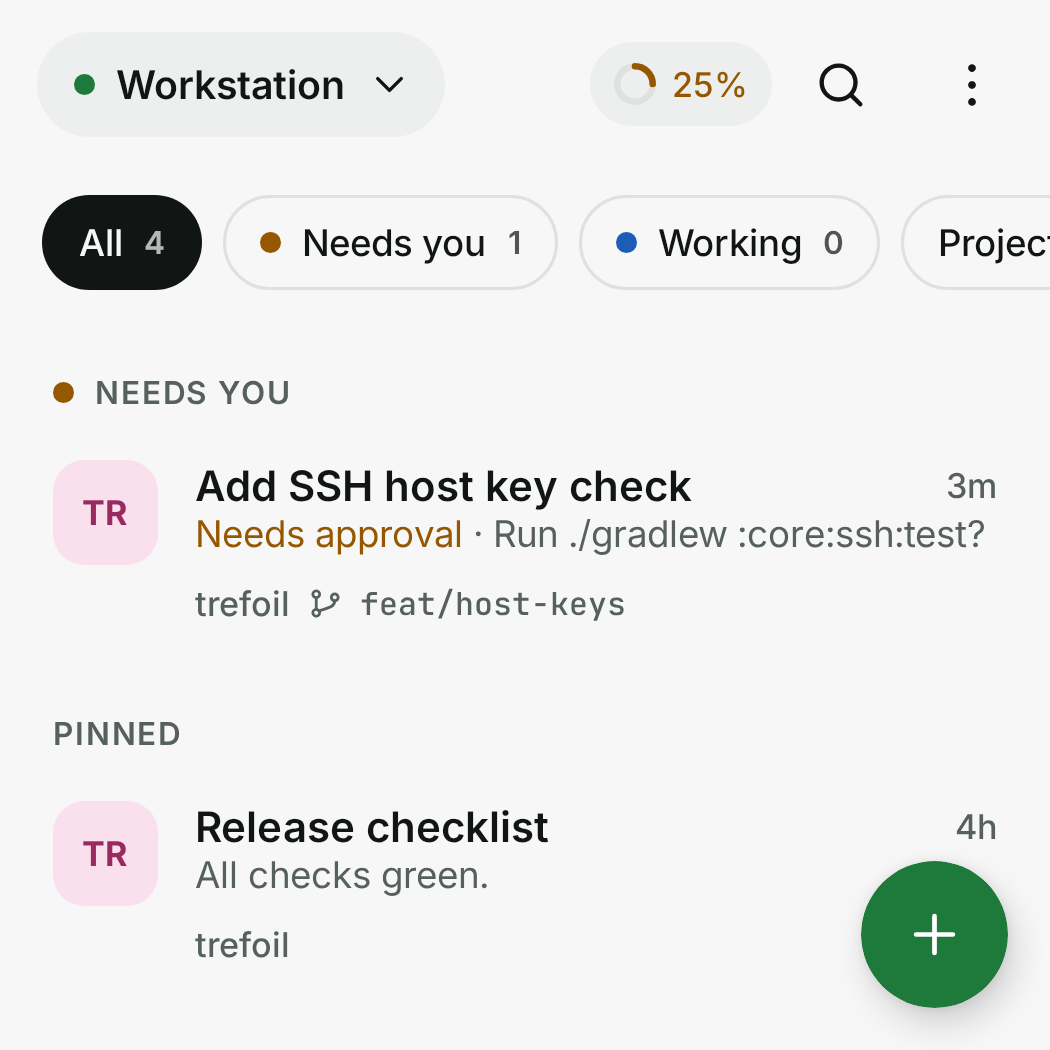 Workstation 25%
All 4 Needs you 1 Working 0 Project
NEEDS YOU
TR Add SSH host key check 3m
Needs approval · Run ./gradlew :core:ssh:test?
trefoil feat/host-keys
PINNED
TR Release checklist 4h
All checks green.
trefoil